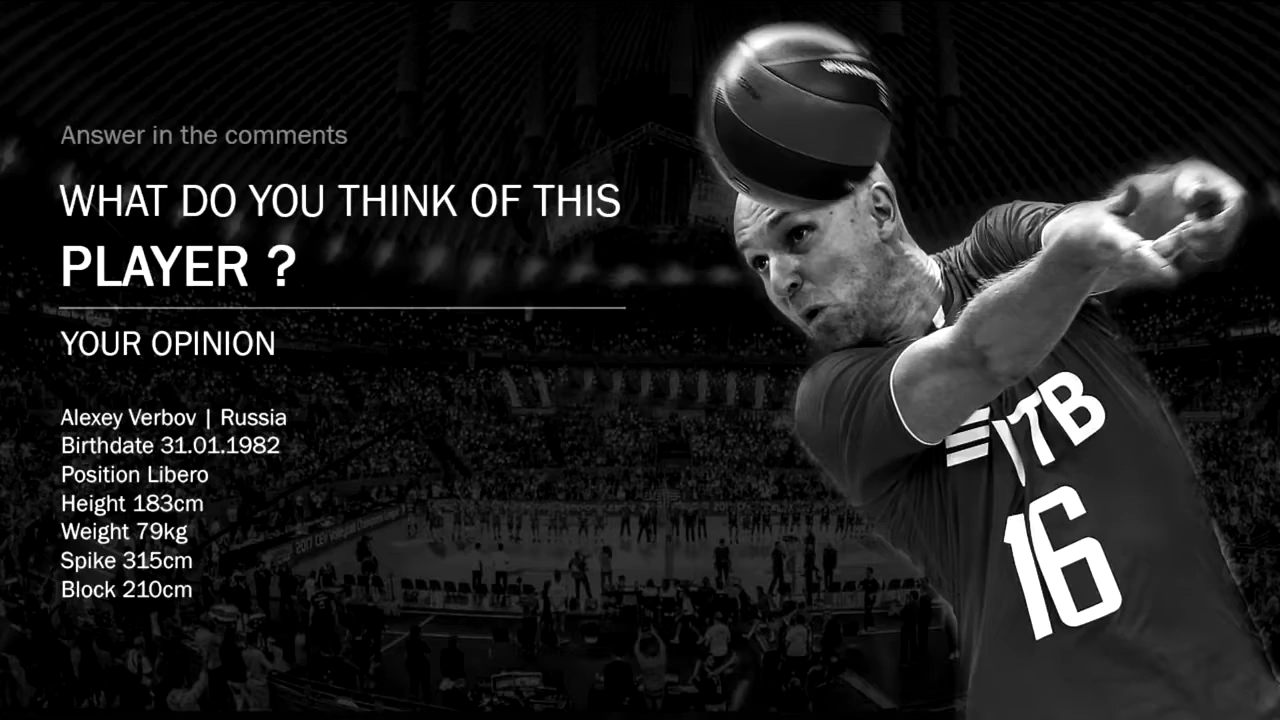 Answer in the comments
WHAT DO YOU THINK OF THIS
PLAYER ?
YOUR OPINION
Alexey Verbov | Russia
Birthdate 31.01.1982
Position Libero
Height 183cm
Weight 79kg
Spike 315cm
Block 210cm
ВТБ
16